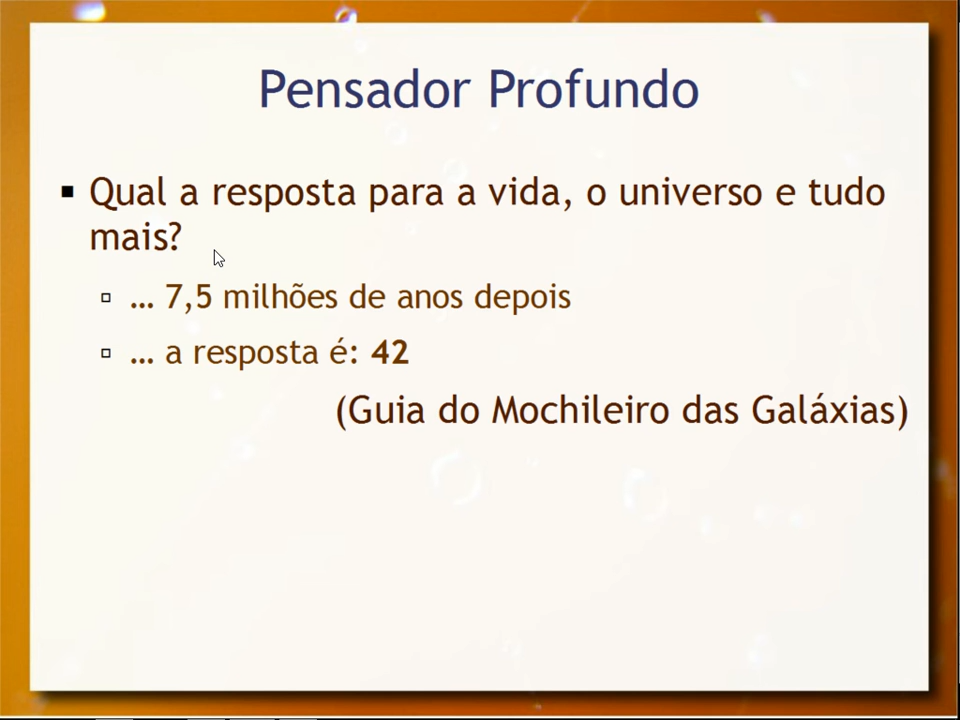 Pensador Profundo
▪ Qual a resposta para a vida, o universo e tudo
mais?
▫ … 7,5 milhões de anos depois
▫ … a resposta é: 42
(Guia do Mochileiro das Galáxias)